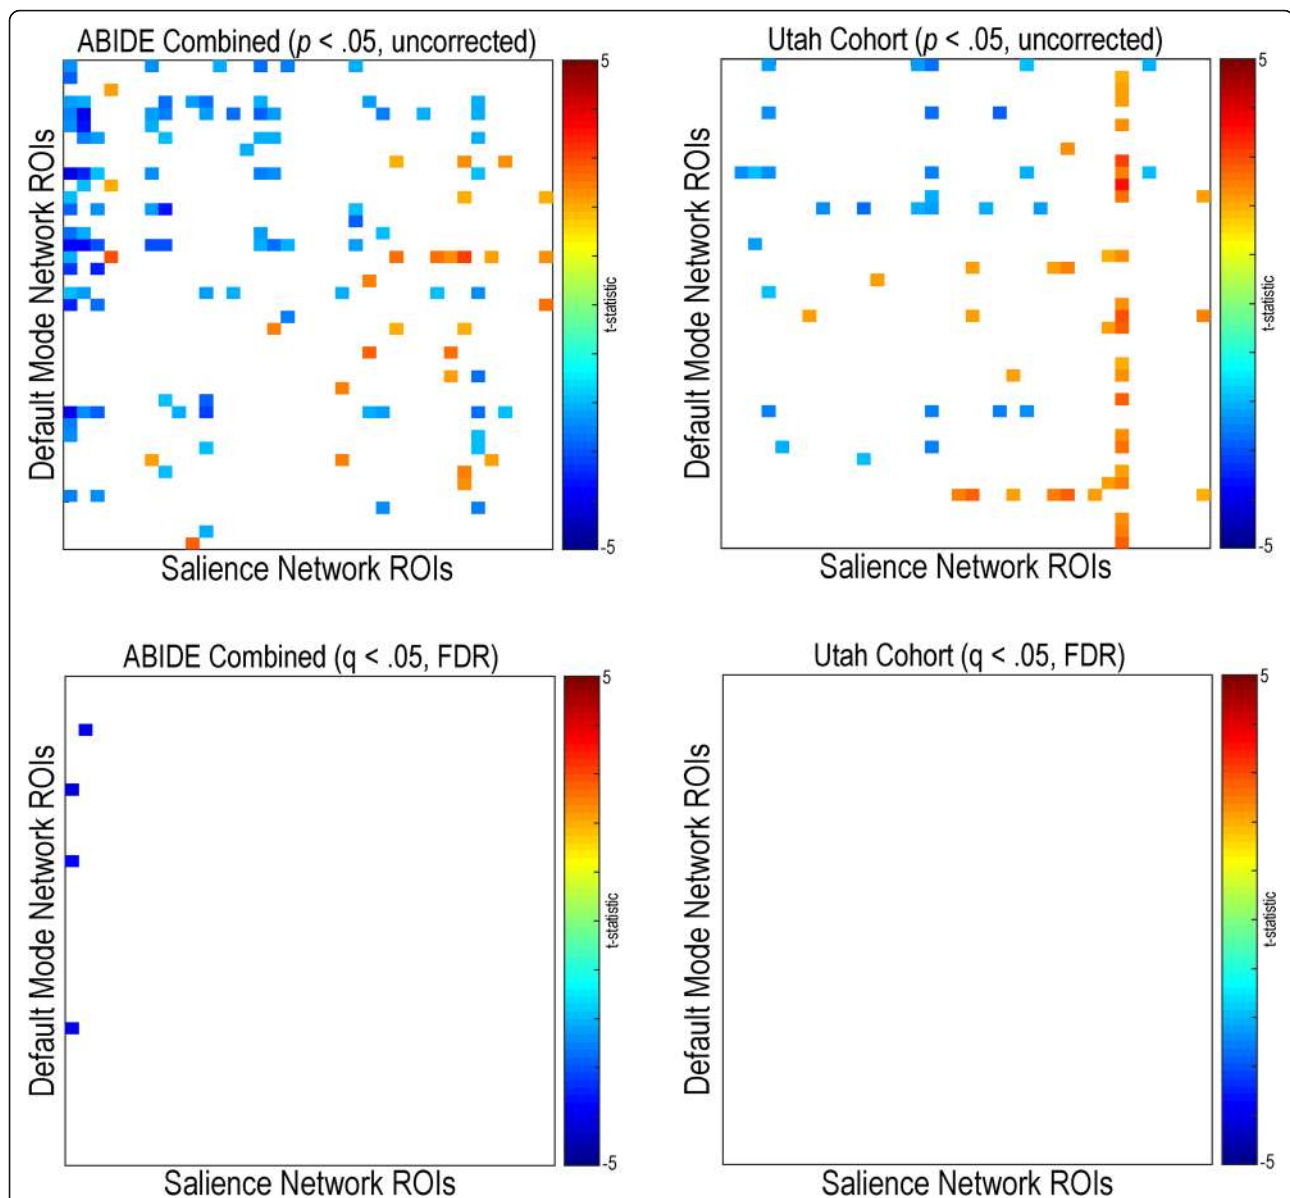 ABIDE Combined (p < .05, uncorrected)
Default Mode Network ROIs
Salience Network ROIs
5
t-statistic
-5
Utah Cohort (p < .05, uncorrected)
Default Mode Network ROIs
Salience Network ROIs
5
t-statistic
-5
ABIDE Combined (q < .05, FDR)
Default Mode Network ROIs
Salience Network ROIs
5
t-statistic
-5
Utah Cohort (q < .05, FDR)
Default Mode Network ROIs
Salience Network ROIs
5
t-statistic
-5